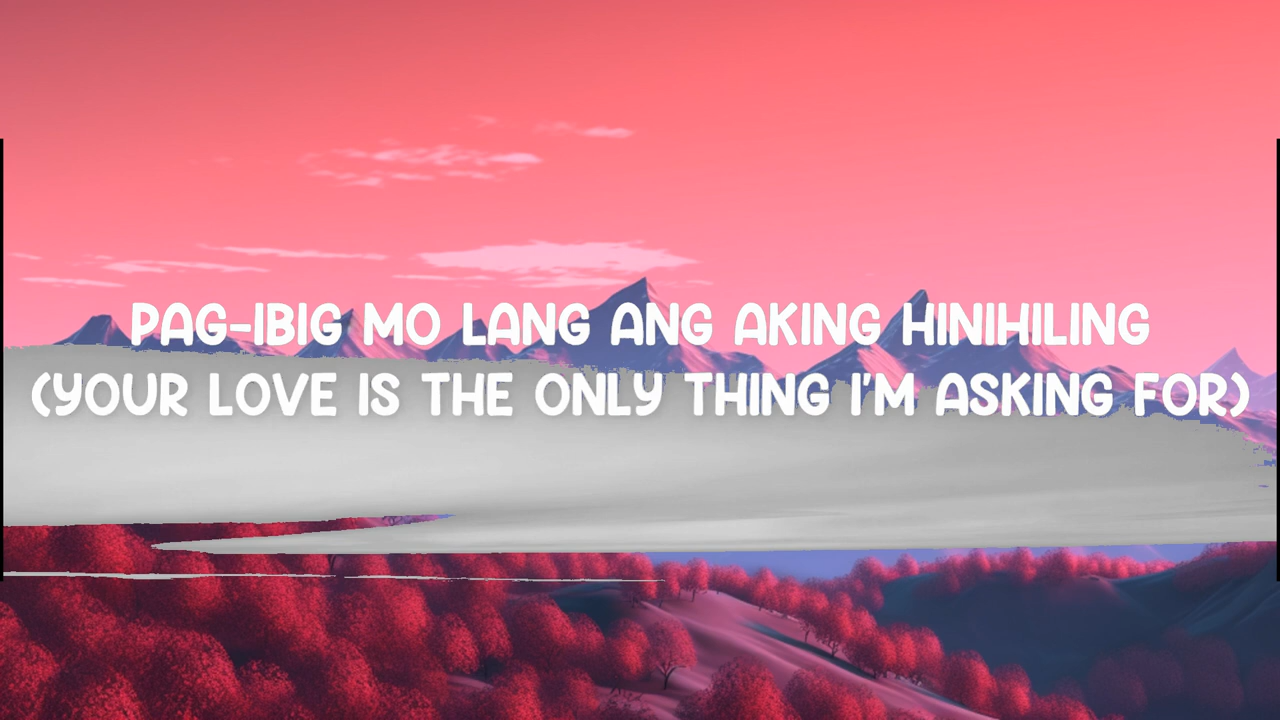 PAG-IBIG MO LANG ANG AKING HINIHILING
(YOUR LOVE IS THE ONLY THING I'M ASKING FOR)